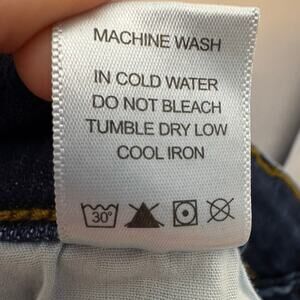 MACHINE WASH
IN COLD WATER
DO NOT BLEACH
TUMBLE DRY LOW
COOL IRON
30°